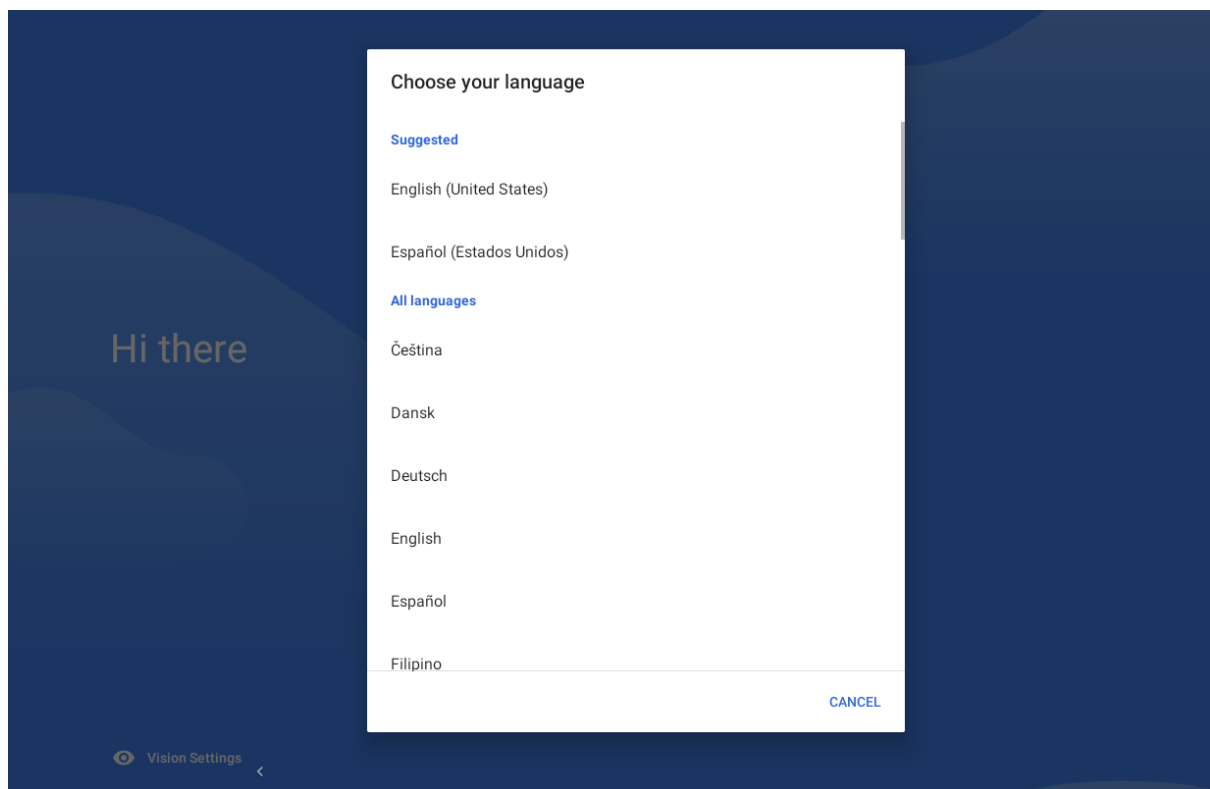 Choose your language
Suggested
English (United States)
Español (Estados Unidos)
All languages
Čeština
Dansk
Deutsch
English
Español
Filipino
CANCEL
Hi there
Vision Settings